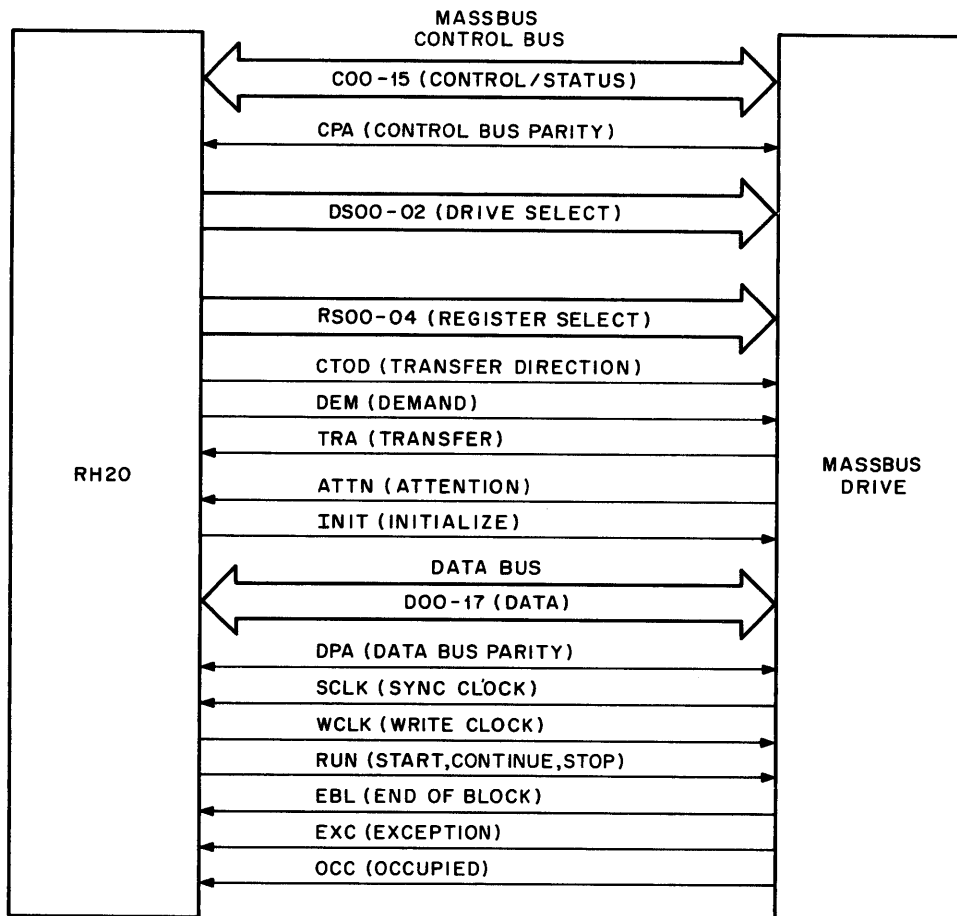 MASSBUS
CONTROL BUS
C00-15 (CONTROL/STATUS)
CPA (CONTROL BUS PARITY)
DS00-02 (DRIVE SELECT)
RS00-04 (REGISTER SELECT)
CTOD (TRANSFER DIRECTION)
DEM (DEMAND)
TRA (TRANSFER)
RH20
MASSBUS
DRIVE
ATTN (ATTENTION)
INIT (INITIALIZE)
DATA BUS
D00-17 (DATA)
DPA (DATA BUS PARITY)
SCLK (SYNC CLOCK)
WCLK (WRITE CLOCK)
RUN (START,CONTINUE,STOP)
EBL (END OF BLOCK)
EXC (EXCEPTION)
OCC (OCCUPIED)